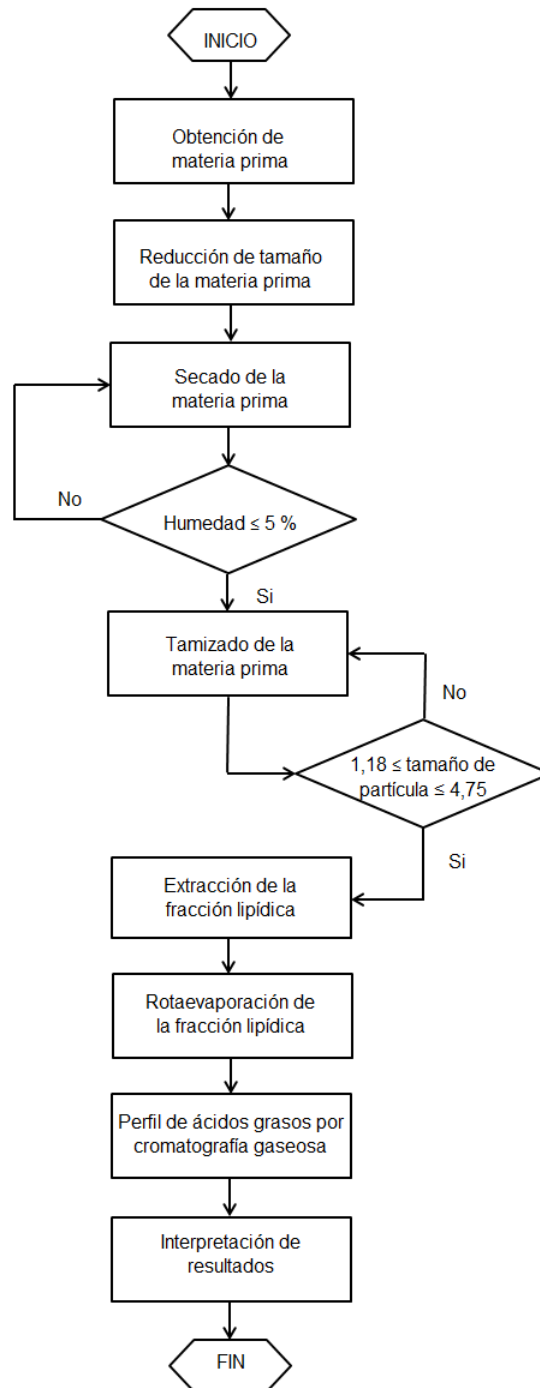 INICIO
Obtención de
materia prima
Reducción de tamaño
de la materia prima
Secado de la
materia prima
No
Humedad ≤ 5 %
Si
Tamizado de la
materia prima
No
1,18 ≤ tamaño de
partícula ≤ 4,75
Si
Extracción de la
fracción lipídica
Rotaevaporación de
la fracción lipídica
Perfil de ácidos grasos por
cromatografía gaseosa
Interpretación de
resultados
FIN